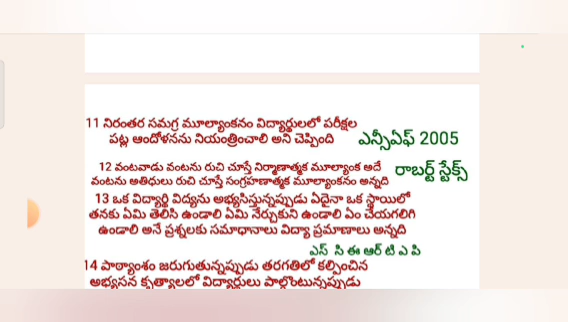 11 నిరంతర సమగ్ర మూల్యాంకనం విద్యార్థులలో పరీక్షల
పట్ల ఆందోళనను నియంత్రించాలి అని చెప్పింది ఎన్సీఏఫ్ 2005
12 వంటవాడు వంటను రుచి చూస్తే నిర్మాణాత్మక మూల్యాంక అదే
వంటను అతిధులు రుచి చూస్తే సంగ్రహణాత్మక మూల్యాంకనం అన్నది రాబర్ట్ స్టేక్స్
13 ఒక విద్యార్థి విద్యను అభ్యసిస్తున్నప్పుడు ఏదైనా ఒక స్థాయిలో
తనకు ఏమి తెలిసి ఉండాలి ఏమి నేర్చుకుని ఉండాలి ఏం చేయగలిగి
ఉండాలి అనే ప్రశ్నలకు సమాధానాలు విద్యా ప్రమాణాలు అన్నది
ఎస్ సి ఈ ఆర్ టి ఎ పి
14 పాఠ్యాంశం జరుగుతున్నప్పుడు తరగతిలో కల్పించిన
అభ్యసన కృత్యాలలో విద్యార్థులు పాల్గొంటున్నప్పుడు